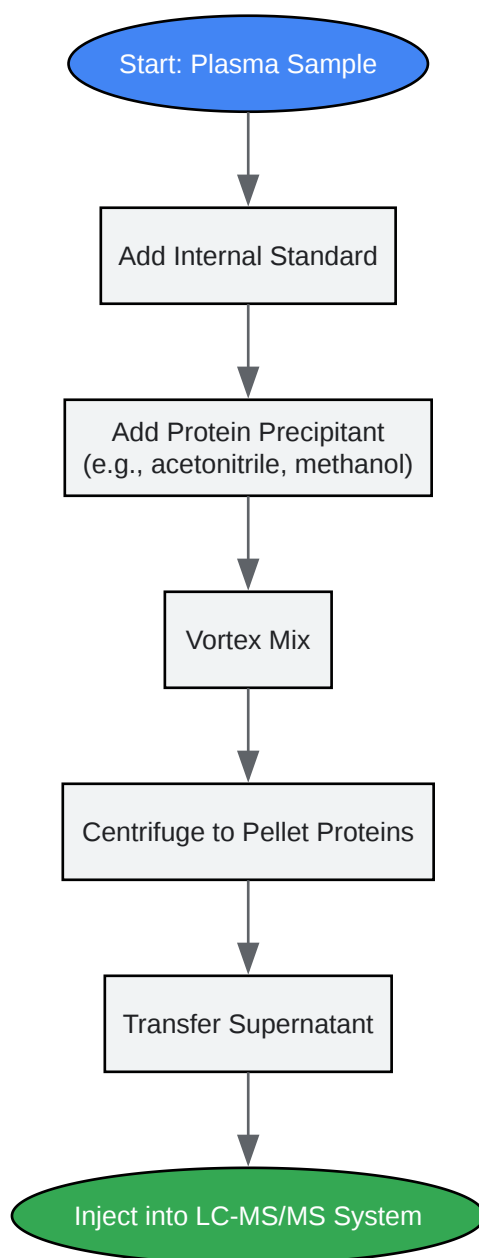 Start: Plasma Sample
Add Internal Standard
Add Protein Precipitant
(e.g., acetonitrile, methanol)
Vortex Mix
Centrifuge to Pellet Proteins
Transfer Supernatant
Inject into LC-MS/MS System